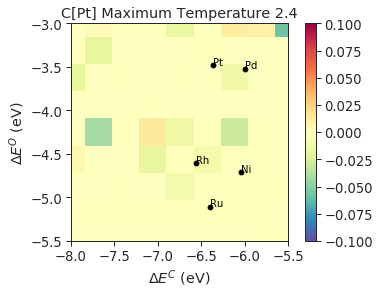 C[Pt] Maximum Temperature 2.4
−3.0
−3.5
−4.0
−4.5
−5.0
−5.5
ΔE^O (eV)
Pt
Pd
Rh
Ni
Ru
−8.0 −7.5 −7.0 −6.5 −6.0 −5.5
ΔE^C (eV)
0.100
0.075
0.050
0.025
0.000
−0.025
−0.050
−0.075
−0.100